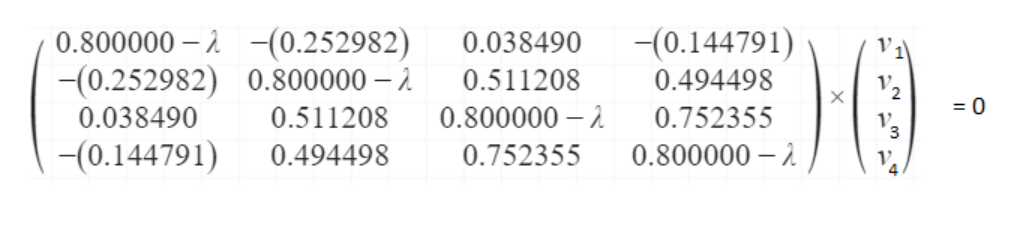 0.800000 − λ −(0.252982) 0.038490 −(0.144791) v1
−(0.252982) 0.800000 − λ 0.511208 0.494498 v2
× = 0
0.038490 0.511208 0.800000 − λ 0.752355 v3
−(0.144791) 0.494498 0.752355 0.800000 − λ v4